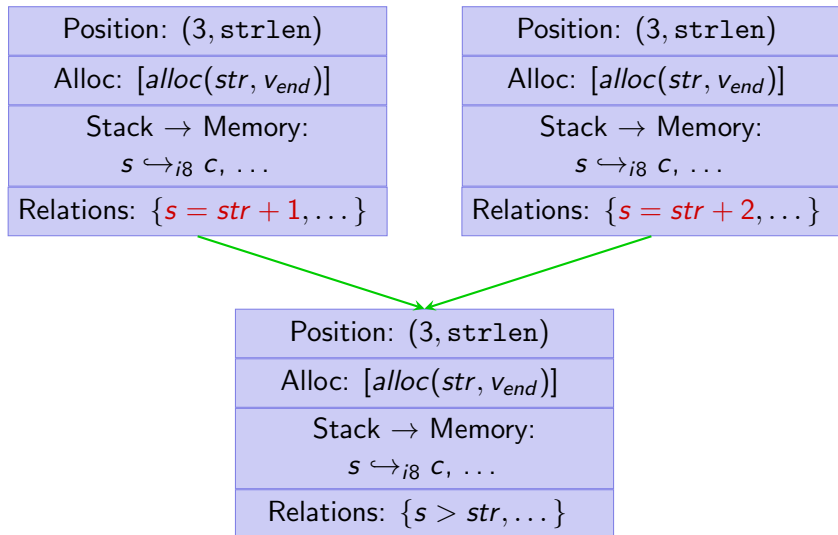 Position: (3, strlen)
Alloc: [alloc(str, v_end)]
Stack → Memory:
s ↪_i8 c, …
Relations: {s = str + 1, … }
Position: (3, strlen)
Alloc: [alloc(str, v_end)]
Stack → Memory:
s ↪_i8 c, …
Relations: {s = str + 2, … }
Position: (3, strlen)
Alloc: [alloc(str, v_end)]
Stack → Memory:
s ↪_i8 c, …
Relations: {s > str, … }